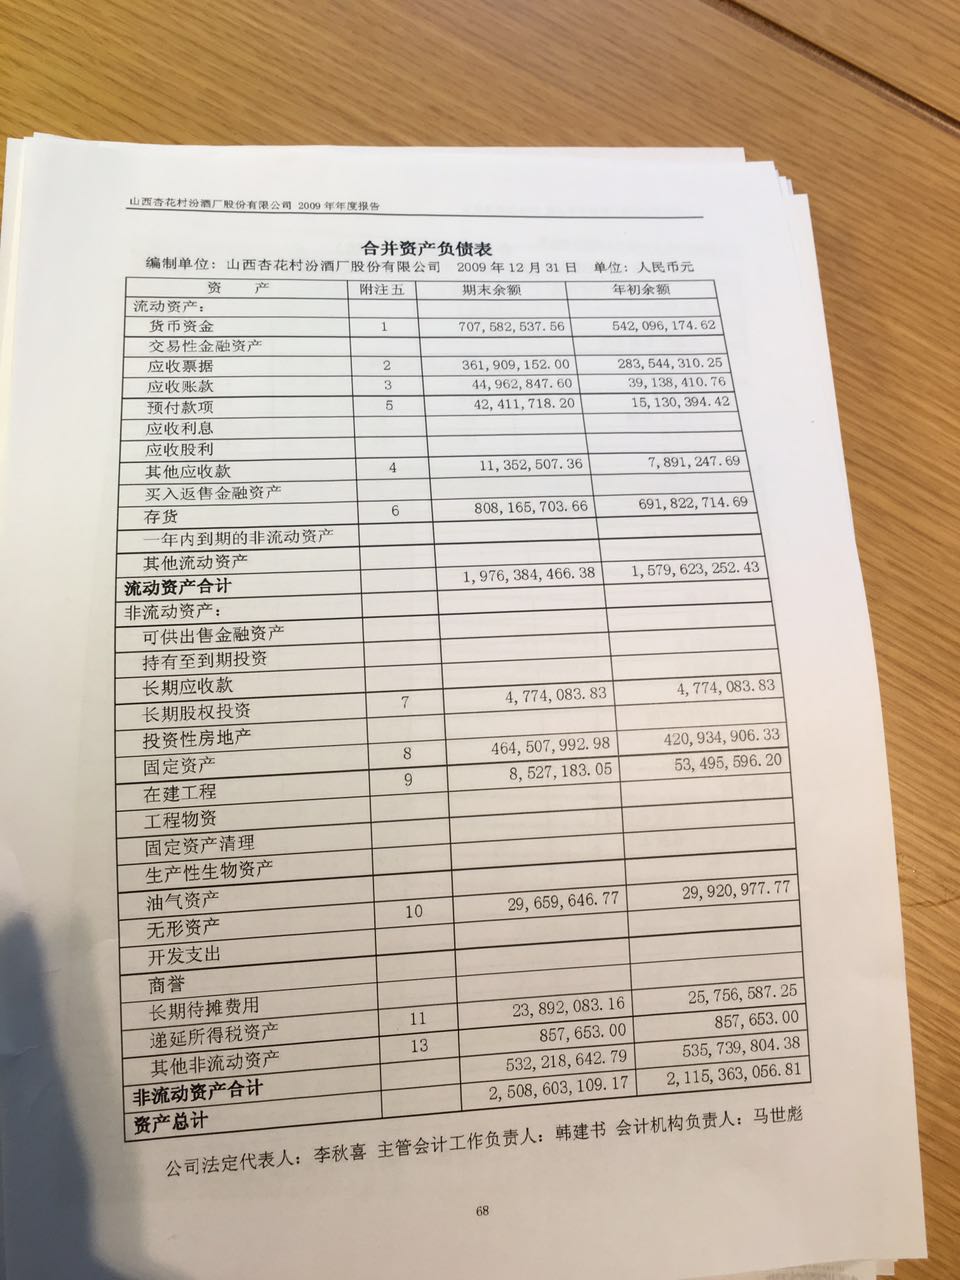 山西杏花村汾酒厂股份有限公司 2009 年年度报告
合并资产负债表
编制单位：山西杏花村汾酒厂股份有限公司 2009 年 12 月 31 日 单位：人民币元
资 产 附注五 期末余额 年初余额
流动资产：
货币资金 1 707,582,537.56 542,096,174.62
交易性金融资产
应收票据 2 361,909,152.00 283,544,310.25
应收账款 3 44,962,847.60 39,138,410.76
预付款项 5 42,411,718.20 15,130,394.42
应收利息
应收股利
其他应收款 4 11,352,507.36 7,891,247.69
买入返售金融资产
存货 6 808,165,703.66 691,822,714.69
一年内到期的非流动资产
其他流动资产
流动资产合计 1,976,384,466.38 1,579,623,252.43
非流动资产：
可供出售金融资产
持有至到期投资
长期应收款
长期股权投资 7 4,774,083.83 4,774,083.83
投资性房地产
固定资产 8 464,507,992.98 420,934,906.33
在建工程 9 8,527,183.05 53,495,596.20
工程物资
固定资产清理
生产性生物资产
油气资产
无形资产 10 29,659,646.77 29,920,977.77
开发支出
商誉
长期待摊费用 11 23,892,083.16 25,756,587.25
递延所得税资产 13 857,653.00 857,653.00
其他非流动资产
非流动资产合计 532,218,642.79 535,739,804.38
资产总计 2,508,603,109.17 2,115,363,056.81
公司法定代表人：李秋喜 主管会计工作负责人：韩建书 会计机构负责人：马世彪
68